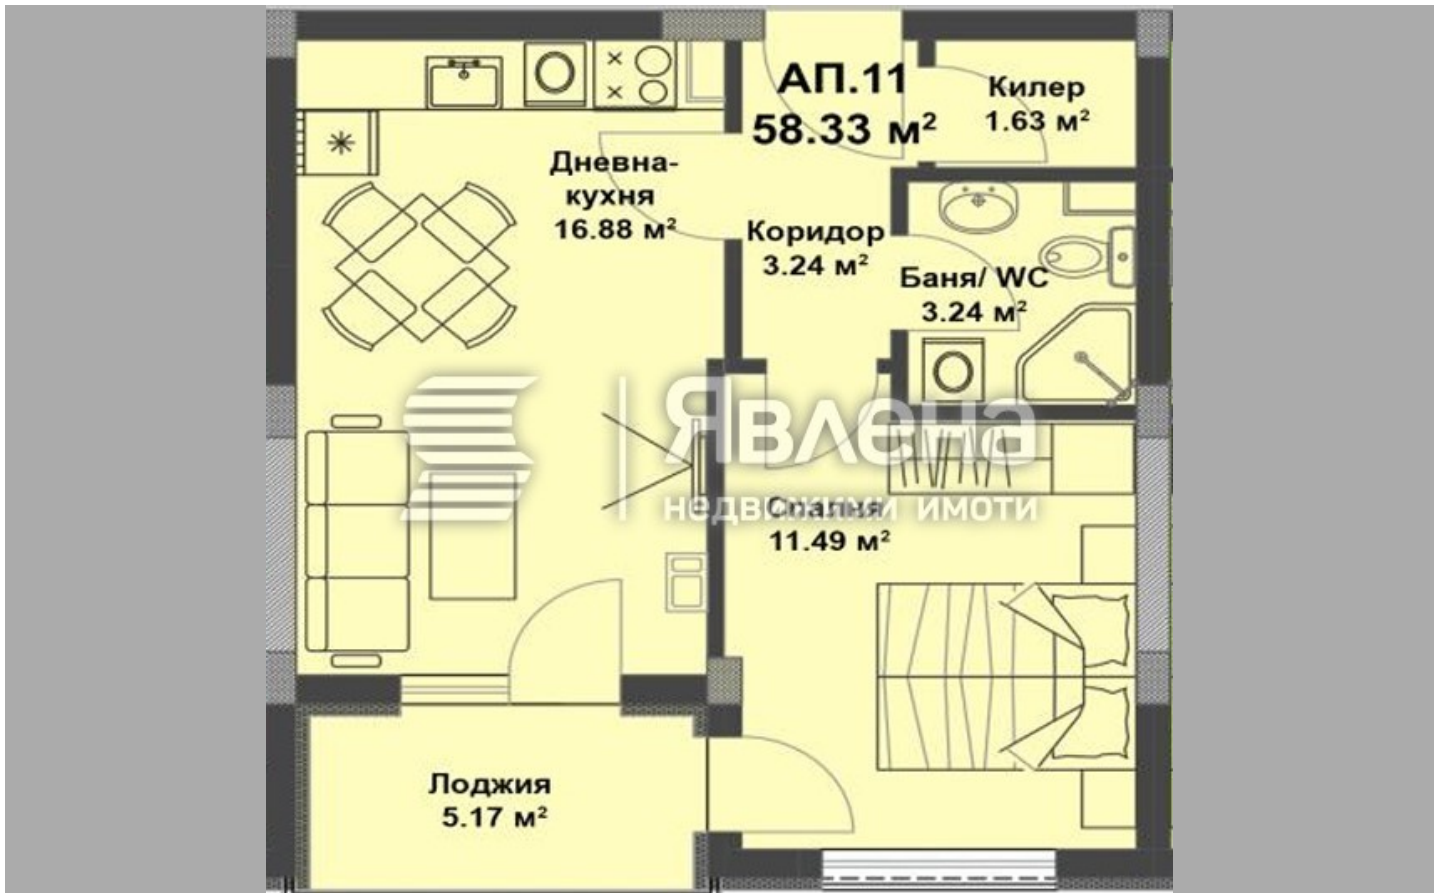 АП.11
58.33 м²
Килер
1.63 м²
Дневна-
кухня
16.88 м²
Коридор
3.24 м²
Баня/ WC
3.24 м²
Явлена
недвижими имоти
Спалня
11.49 м²
Лоджия
5.17 м²